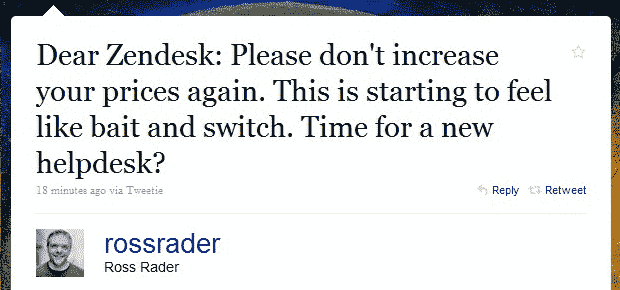 Dear Zendesk: Please don't increase
your prices again. This is starting to feel
like bait and switch. Time for a new
helpdesk?
18 minutes ago via Tweetie
Reply Retweet
rossrader
Ross Rader